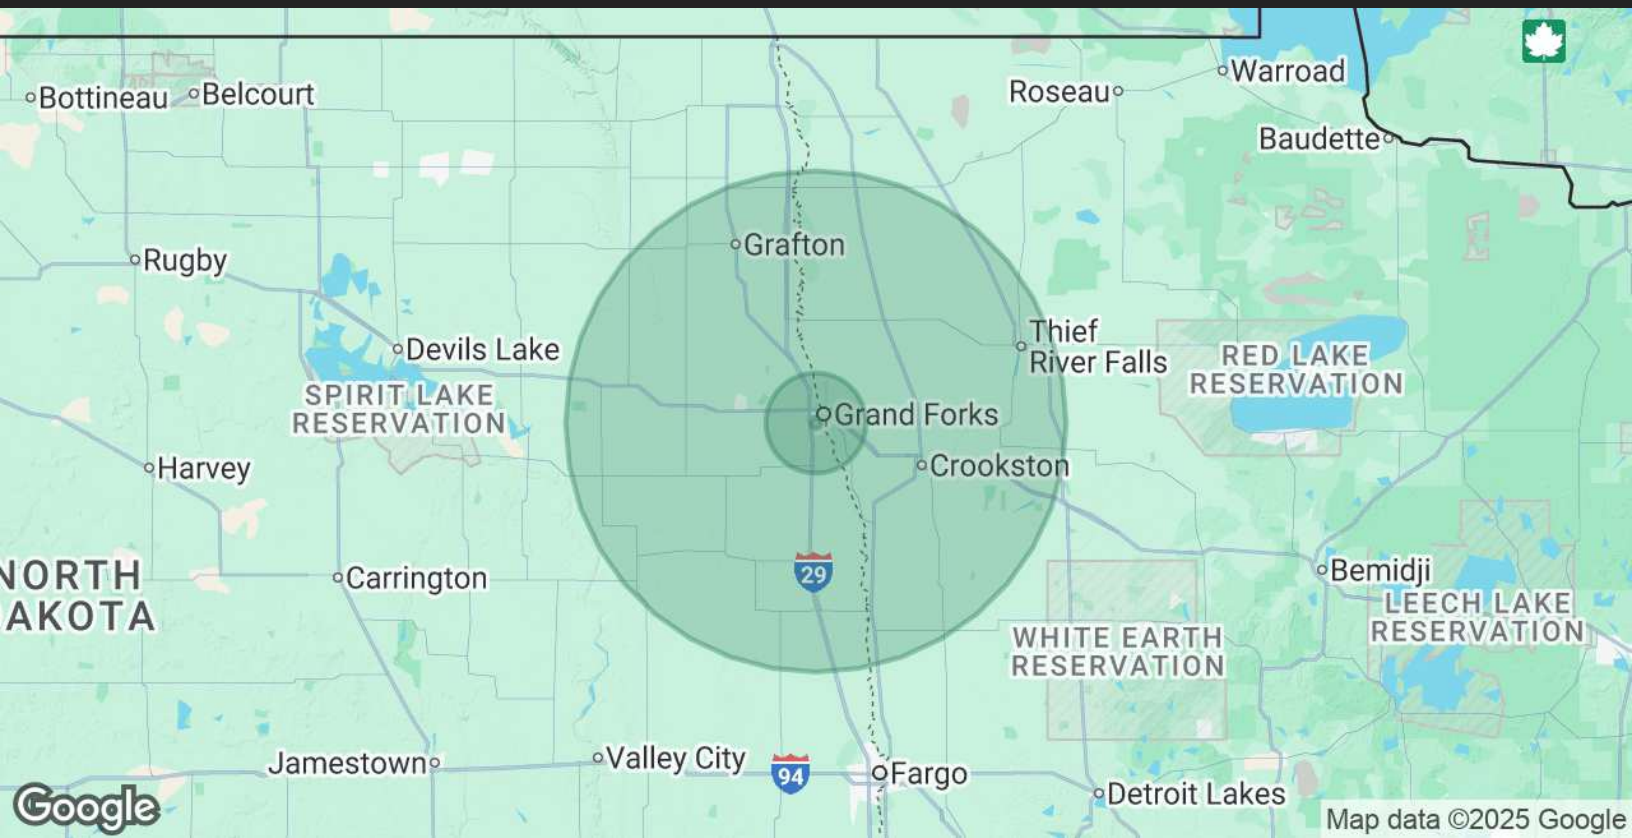 Warroad
Roseau
Bottineau
Belcourt
Baudette
Grafton
Rugby
Thief
River Falls
Devils Lake
RED LAKE
RESERVATION
SPIRIT LAKE
RESERVATION
Grand Forks
Crookston
Harvey
29
NORTH
AKOTA
Carrington
Bemidji
LEECH LAKE
RESERVATION
WHITE EARTH
RESERVATION
Jamestown
Valley City
94
Fargo
Detroit Lakes
Google
Map data ©2025 Google